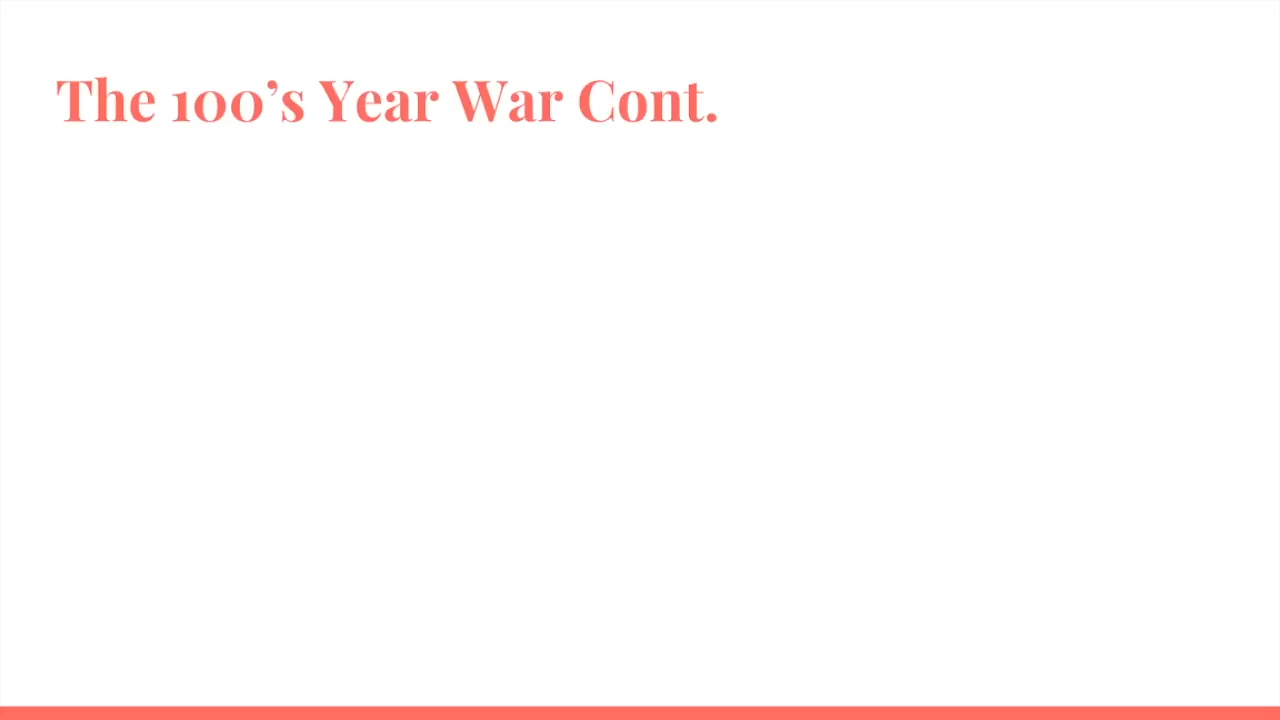 The 100’s Year War Cont.